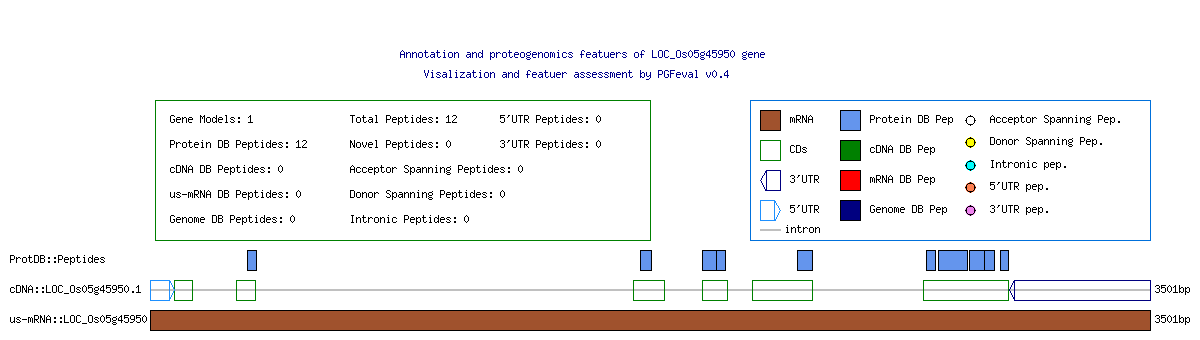 Annotation and proteogenomics featuers of LOC_Os05g45950 gene
Visalization and featuer assessment by PGFeval v0.4
Gene Models: 1 Total Peptides: 12 5'UTR Peptides: 0
Protein DB Peptides: 12 Novel Peptides: 0 3'UTR Peptides: 0
cDNA DB Peptides: 0 Acceptor Spanning Peptides: 0
us-mRNA DB Peptides: 0 Donor Spanning Peptides: 0
Genome DB Peptides: 0 Intronic Peptides: 0
mRNA Protein DB Pep Acceptor Spanning Pep.
CDs cDNA DB Pep Donor Spanning Pep.
3'UTR mRNA DB Pep Intronic pep.
5'UTR Genome DB Pep 5'UTR pep.
intron 3'UTR pep.
ProtDB::Peptides
cDNA::LOC_Os05g45950.1 3501bp
us-mRNA::LOC_Os05g45950 3501bp